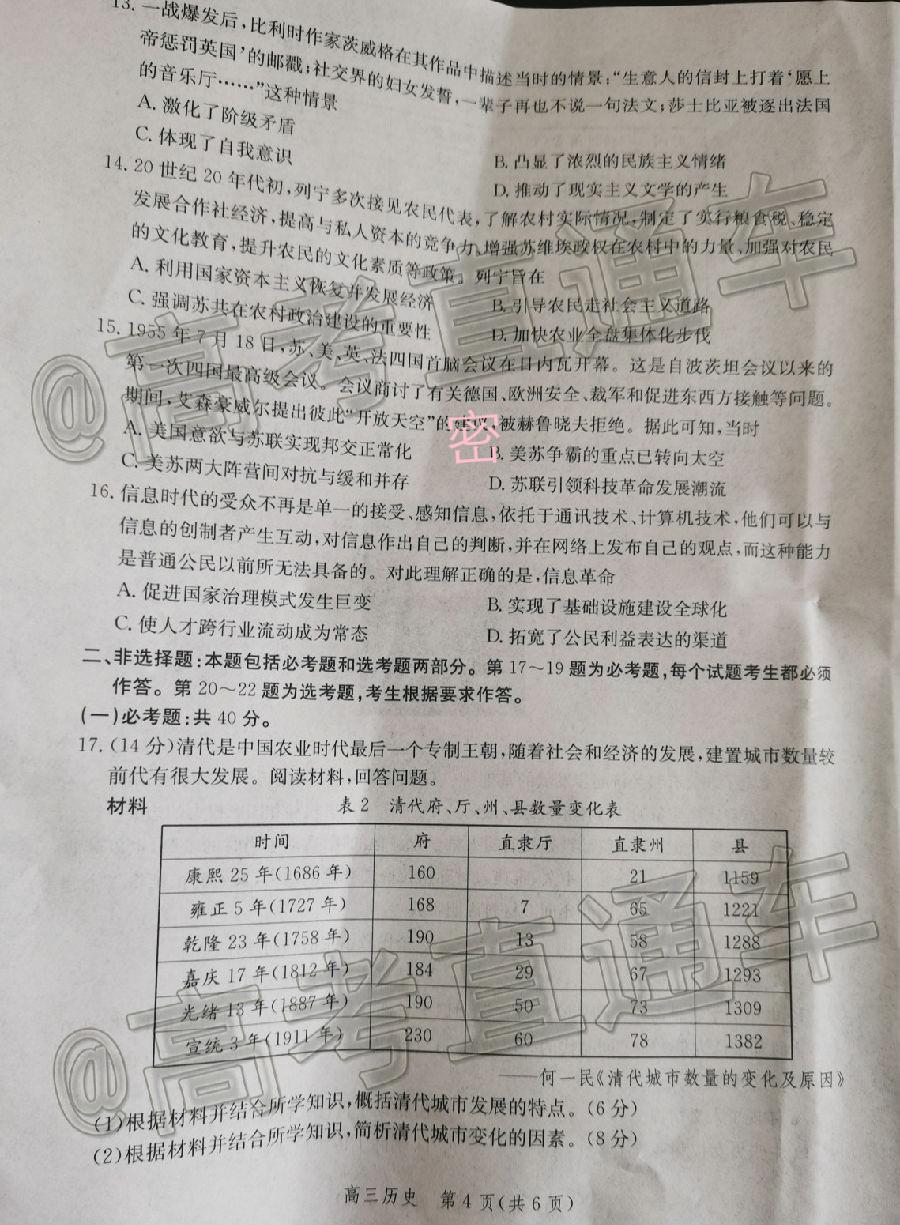 13. 一战爆发后，比利时作家茨威格在其作品中描述当时的情景：“生意人的信封上打着‘愿上
帝惩罚英国’的邮戳；社交界的妇女发誓，一辈子再也不说一句法文；莎士比亚被逐出法国
的音乐厅……”这种情景
A. 激化了阶级矛盾
B. 凸显了浓烈的民族主义情绪
C. 体现了自我意识
D. 推动了现实主义文学的产生
14. 20 世纪 20 年代初，列宁多次接见农民代表，了解农村实际情况，制定了实行粮食税、稳定
发展合作社经济，提高与私人资本的竞争力、增强苏维埃政权在农村中的力量、加强对农民
的文化教育，提升农民的文化素质等政策。列宁旨在
A. 利用国家资本主义恢复并发展经济
B. 引导农民走社会主义道路
C. 强调苏共在农村政治建设的重要性
D. 加快农业全盘集体化步伐
15. 1955 年 7 月 18 日，苏、美、英、法四国首脑会议在日内瓦开幕。这是自波茨坦会议以来的
第一次四国最高级会议。会议商讨了有关德国、欧洲安全、裁军和促进东西方接触等问题。
期间，艾森豪威尔提出彼此“开放天空”的建议，被赫鲁晓夫拒绝。据此可知，当时
A. 美国意欲与苏联实现邦交正常化
B. 美苏争霸的重点已转向太空
C. 美苏两大阵营间对抗与缓和并存
D. 苏联引领科技革命发展潮流
密
16. 信息时代的受众不再是单一的接受、感知信息，依托于通讯技术、计算机技术，他们可以与
信息的创制者产生互动，对信息作出自己的判断，并在网络上发布自己的观点，而这种能力
是普通公民以前所无法具备的。对此理解正确的是，信息革命
A. 促进国家治理模式发生巨变
B. 实现了基础设施建设全球化
C. 使人才跨行业流动成为常态
D. 拓宽了公民利益表达的渠道
二、非选择题：本题包括必考题和选考题两部分。第 17～19 题为必考题，每个试题考生都必须
作答。第 20～22 题为选考题，考生根据要求作答。
(一)必考题：共 40 分。
17. (14 分)清代是中国农业时代最后一个专制王朝，随着社会和经济的发展，建置城市数量较
前代有很大发展。阅读材料，回答问题。
材料 表 2 清代府、厅、州、县数量变化表
时间 府 直隶厅 直隶州 县
康熙 25 年(1686 年) 160 21 1159
雍正 5 年(1727 年) 168 7 65 1221
乾隆 23 年(1758 年) 190 13 58 1288
嘉庆 17 年(1812 年) 184 29 67 1293
光绪 13 年(1887 年) 190 50 73 1309
宣统 3 年(1911 年) 230 60 78 1382
——何一民《清代城市数量的变化及原因》
(1)根据材料并结合所学知识，概括清代城市发展的特点。(6 分)
(2)根据材料并结合所学知识，简析清代城市变化的因素。(8 分)
高三历史 第 4 页(共 6 页)
@高考直通车
@高考直通车